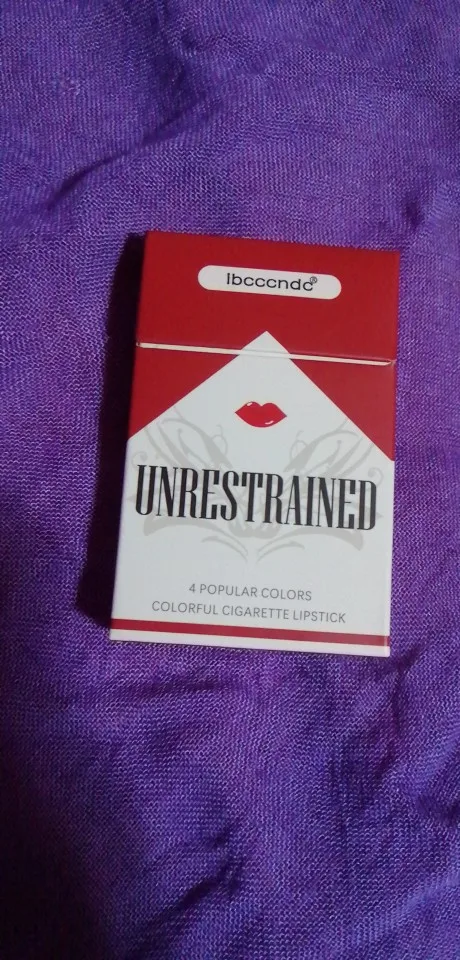 Ibcccndc®
UNRESTRAINED
4 POPULAR COLORS
COLORFUL CIGARETTE LIPSTICK